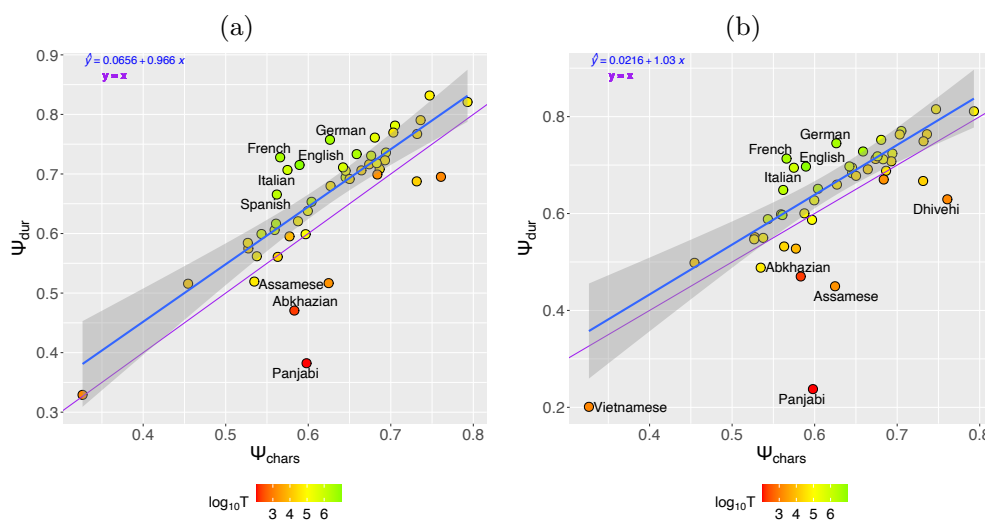 (a)
ŷ = 0.0656 + 0.966 x
y = x
0.9
0.8
0.7
0.6
0.5
0.4
0.3
Ψdur
German
French
English
Italian
Spanish
Assamese
Abkhazian
Panjabi
0.4 0.5 0.6 0.7 0.8
Ψchars
log₁₀T
3 4 5 6
(b)
ŷ = 0.0216 + 1.03 x
y = x
0.8
0.6
0.4
0.2
Ψdur
German
French
English
Italian
Dhivehi
Abkhazian
Assamese
Panjabi
Vietnamese
0.4 0.5 0.6 0.7 0.8
Ψchars
log₁₀T
3 4 5 6